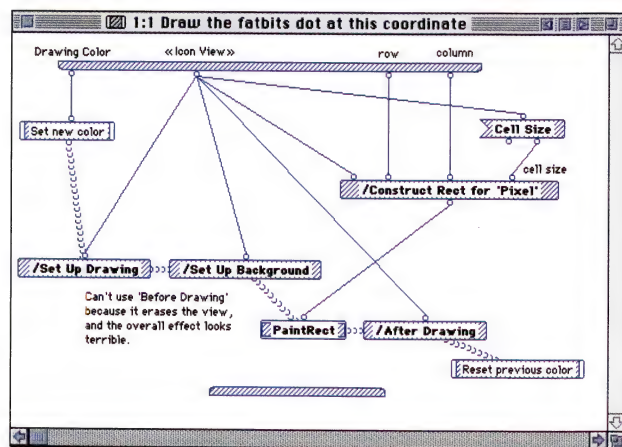 1:1 Draw the fatbits dot at this coordinate
Drawing Color
«Icon View»
row
column
Set new color
Cell Size
cell size
/Construct Rect for 'Pixel'
/Set Up Drawing
/Set Up Background
Can't use 'Before Drawing'
because it erases the view,
and the overall effect looks
terrible.
PaintRect
/After Drawing
Reset previous color